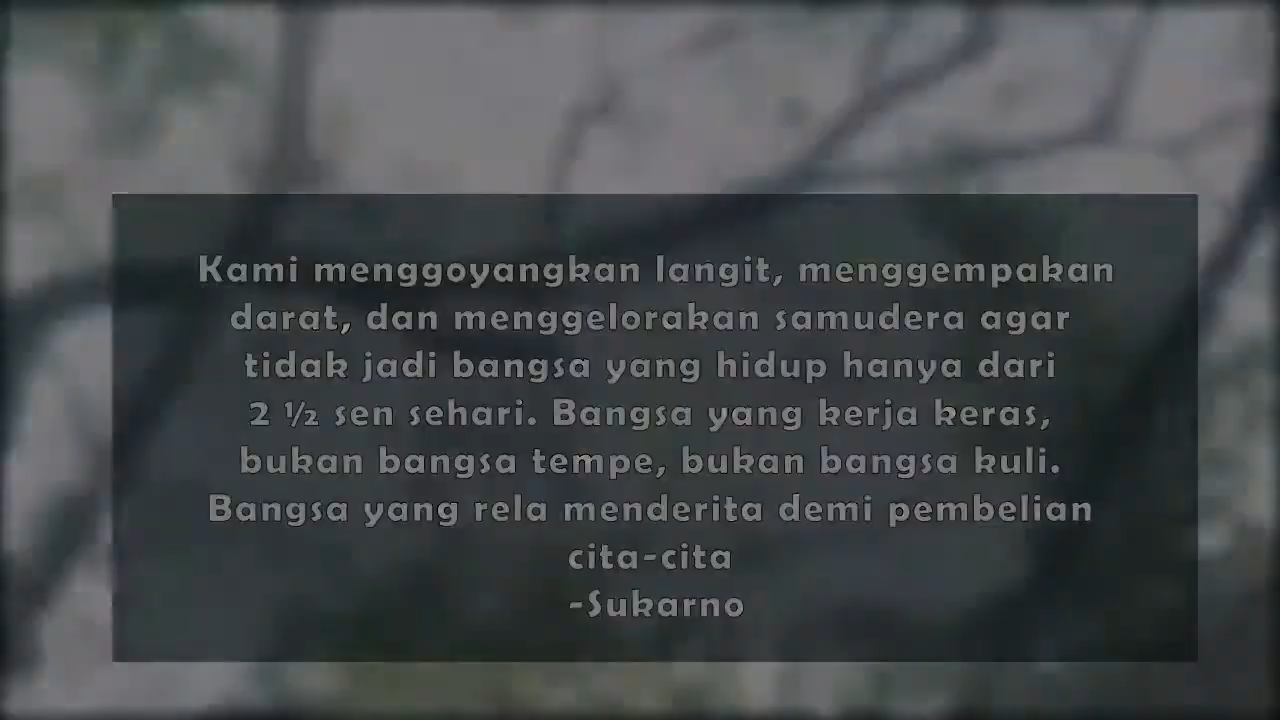 Kami menggoyangkan langit, menggempakan
darat, dan menggelorakan samudera agar
tidak jadi bangsa yang hidup hanya dari
2 ½ sen sehari. Bangsa yang kerja keras,
bukan bangsa tempe, bukan bangsa kuli.
Bangsa yang rela menderita demi pembelian
cita-cita
-Sukarno